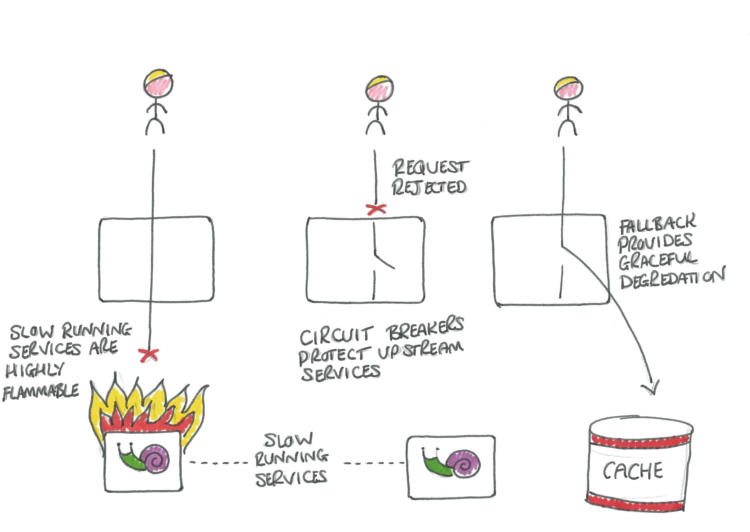 REQUEST
REJECTED
FALLBACK
PROVIDES
GRACEFUL
DEGREDATION
SLOW RUNNING
SERVICES ARE
HIGHLY
FLAMMABLE
CIRCUIT BREAKERS
PROTECT UPSTREAM
SERVICES
SLOW
RUNNING
SERVICES
CACHE